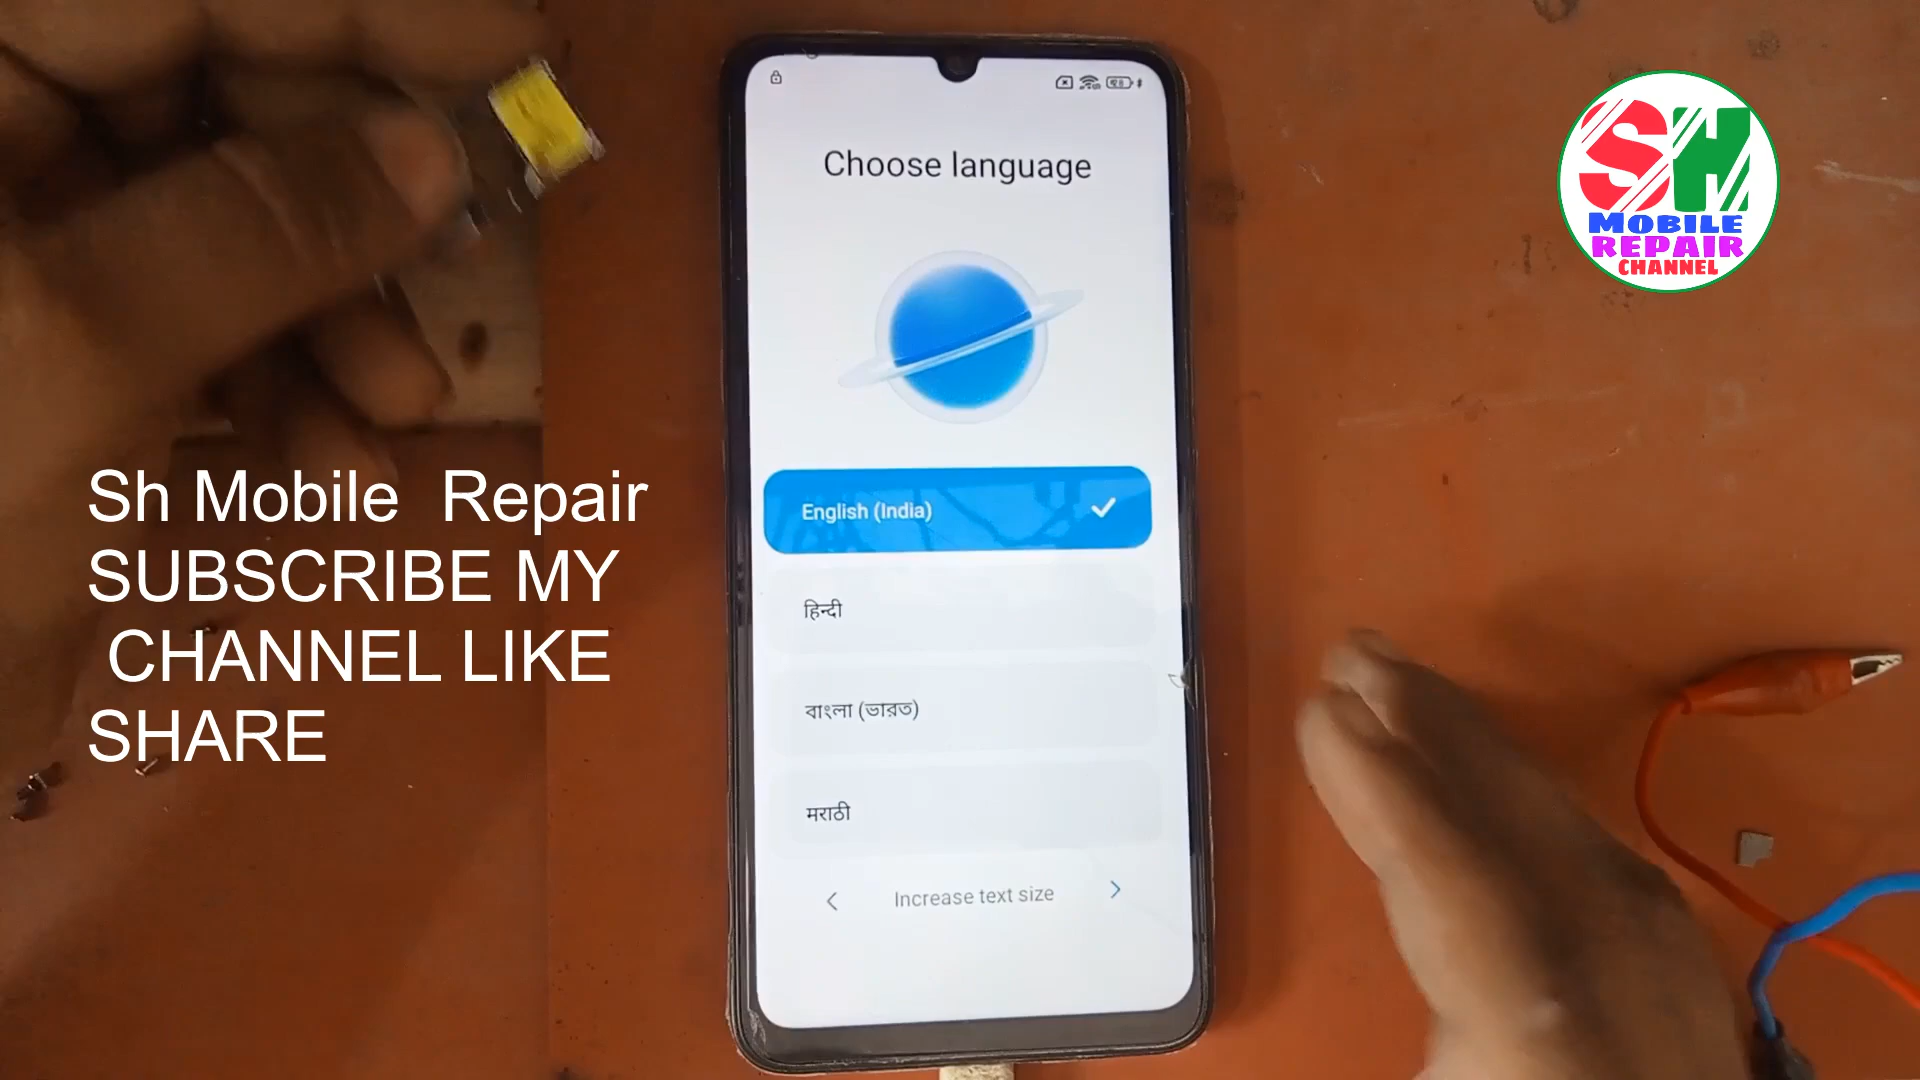 Choose language
English (India)
हिन्दी
বাংলা (ভারত)
मराठी
Increase text size
Sh Mobile  Repair
SUBSCRIBE MY
CHANNEL LIKE
SHARE
SH
MOBILE
REPAIR
CHANNEL